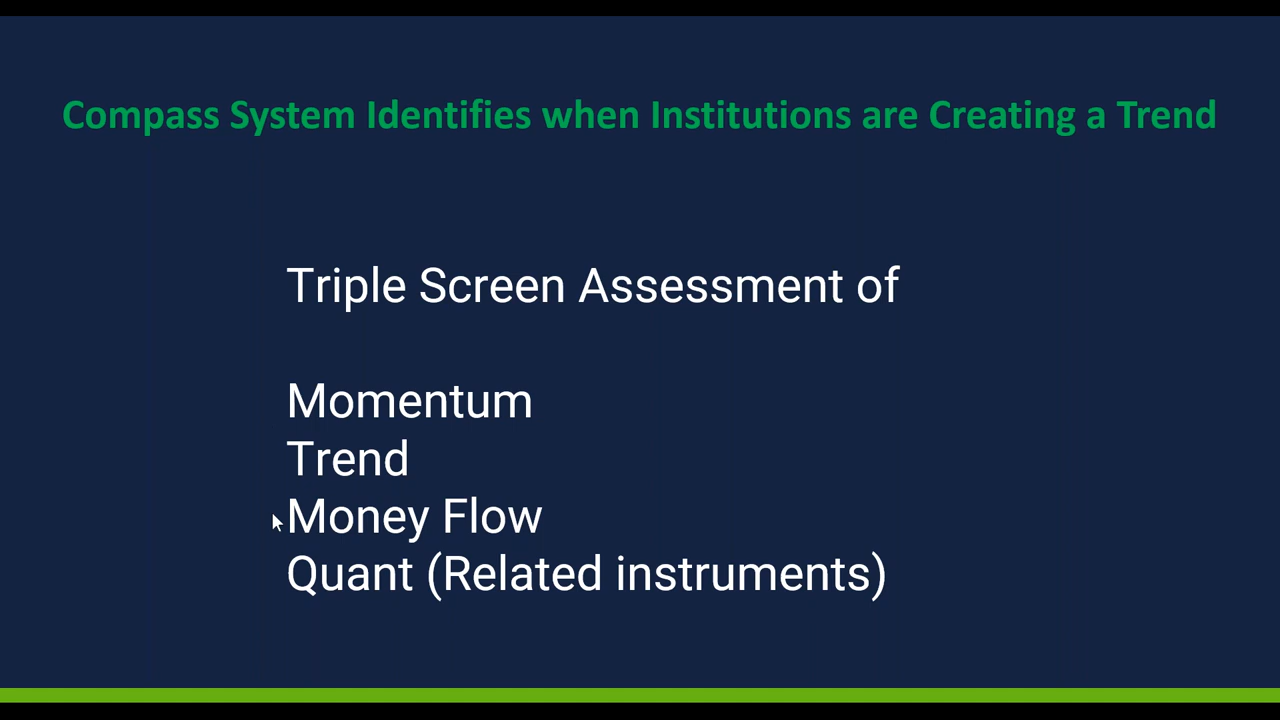 Compass System Identifies when Institutions are Creating a Trend
Triple Screen Assessment of
Momentum
Trend
Money Flow
Quant (Related instruments)